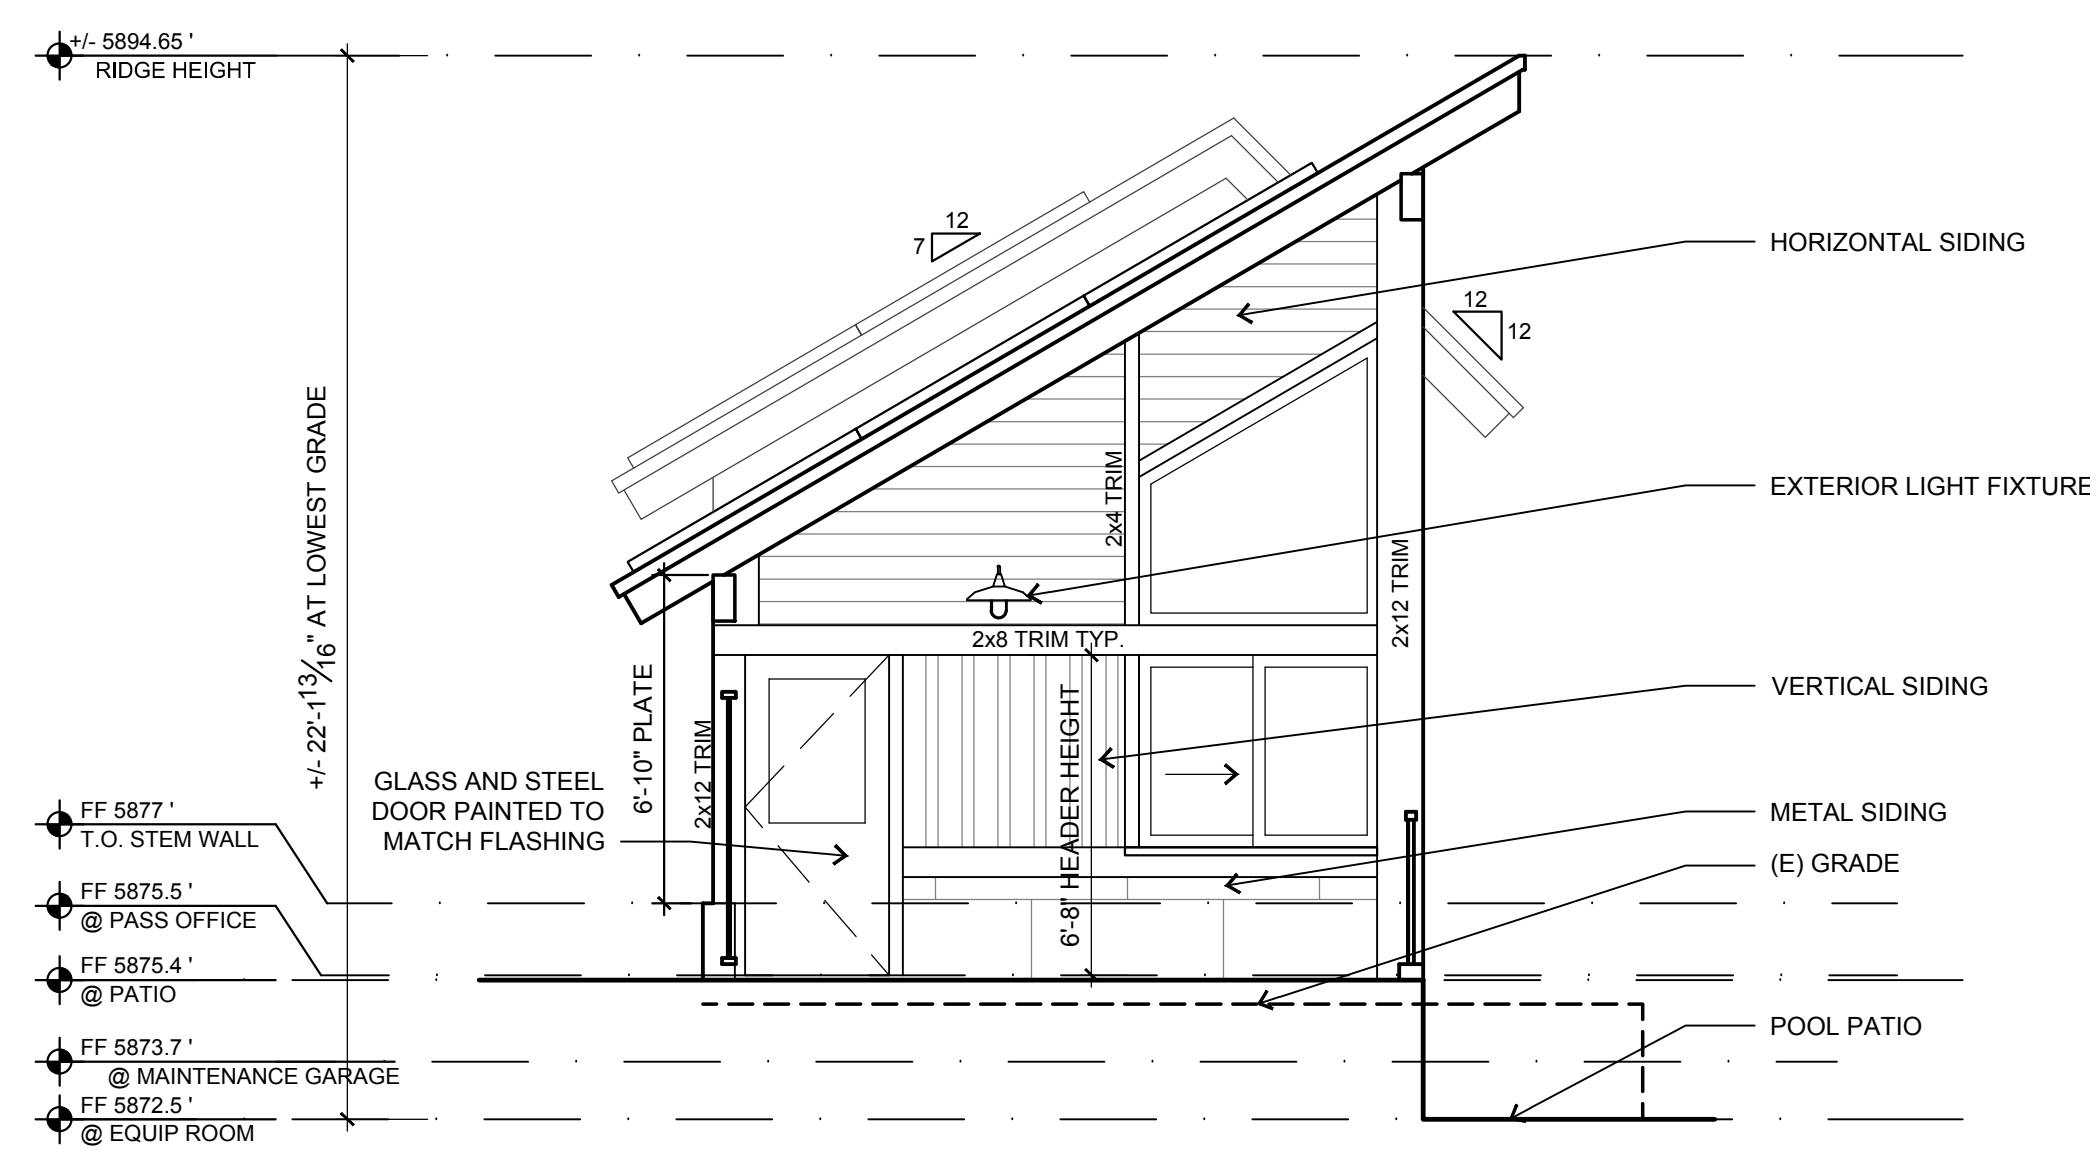 +/- 5894.65 '
RIDGE HEIGHT
12
7
HORIZONTAL SIDING
12
12
+/- 22'-1 13/16" AT LOWEST GRADE
2x4 TRIM
EXTERIOR LIGHT FIXTURE
2x12 TRIM
2x8 TRIM TYP.
6'-10" PLATE
2x12 TRIM
6'-8" HEADER HEIGHT
VERTICAL SIDING
GLASS AND STEEL
DOOR PAINTED TO
MATCH FLASHING
METAL SIDING
(E) GRADE
POOL PATIO
FF 5877 '
T.O. STEM WALL
FF 5875.5 '
@ PASS OFFICE
FF 5875.4 '
@ PATIO
FF 5873.7 '
@ MAINTENANCE GARAGE
FF 5872.5 '
@ EQUIP ROOM